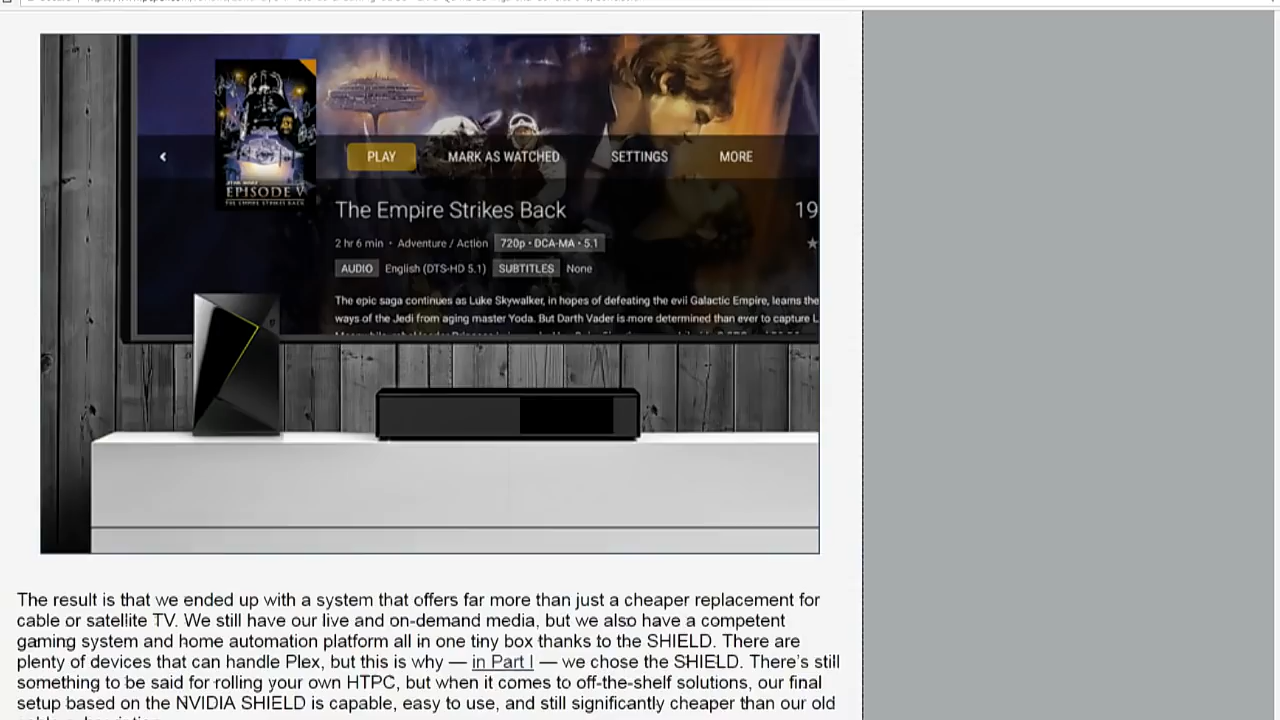 EPISODE V
THE EMPIRE STRIKES BACK
PLAY
MARK AS WATCHED
SETTINGS
MORE
The Empire Strikes Back
19
2 hr 6 min • Adventure / Action 720p • DCA-MA • 5.1
AUDIO English (DTS-HD 5.1) SUBTITLES None
The epic saga continues as Luke Skywalker, in hopes of defeating the evil Galactic Empire, learns the
ways of the Jedi from aging master Yoda. But Darth Vader is more determined than ever to capture L
The result is that we ended up with a system that offers far more than just a cheaper replacement for
cable or satellite TV. We still have our live and on-demand media, but we also have a competent
gaming system and home automation platform all in one tiny box thanks to the SHIELD. There are
plenty of devices that can handle Plex, but this is why — in Part I — we chose the SHIELD. There's still
something to be said for rolling your own HTPC, but when it comes to off-the-shelf solutions, our final
setup based on the NVIDIA SHIELD is capable, easy to use, and still significantly cheaper than our old